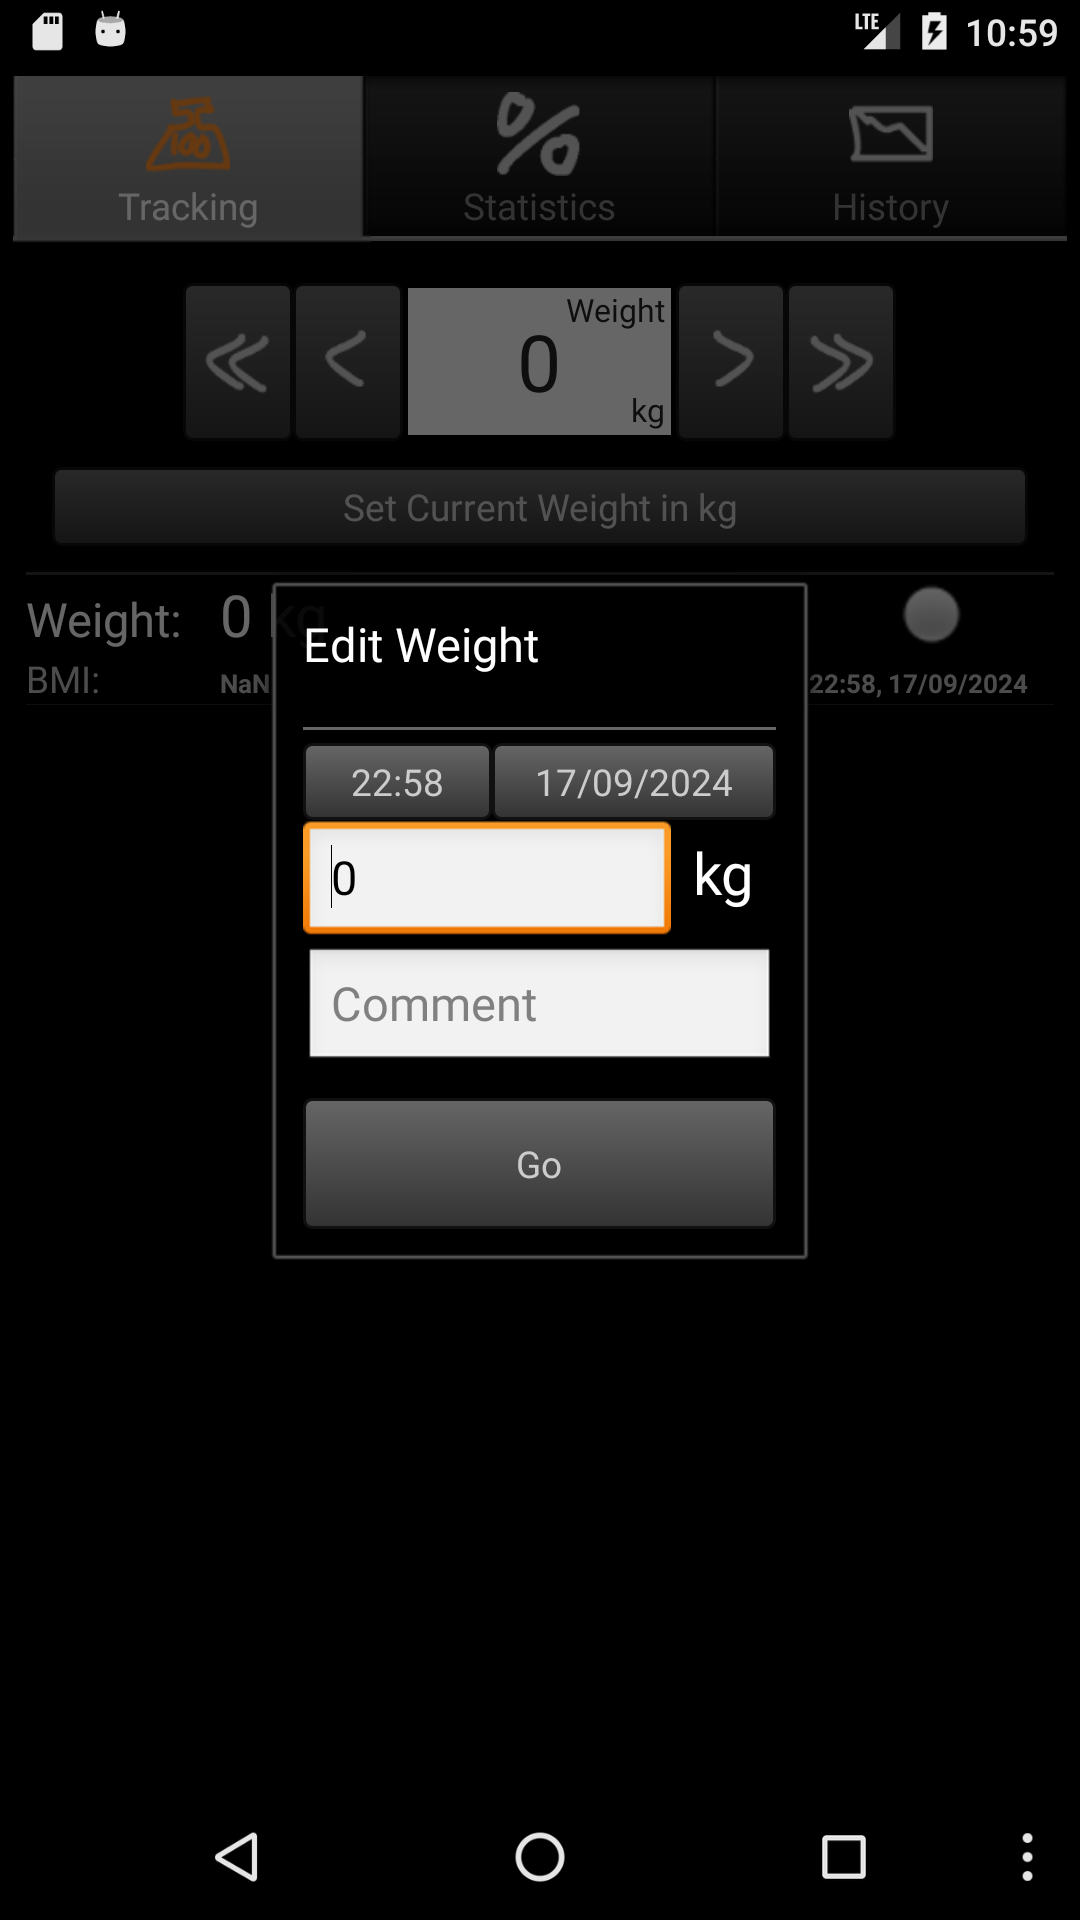 LTE 10:59
Tracking Statistics History
Weight
0
kg
Set Current Weight in kg
Weight: 0 kg
BMI: NaN 22:58, 17/09/2024
Edit Weight
22:58 17/09/2024
0 kg
Comment
Go